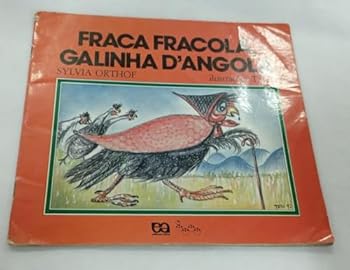 FRACA FRACOLA,
GALINHA D'ANGOLA
SYLVIA ORTHOF